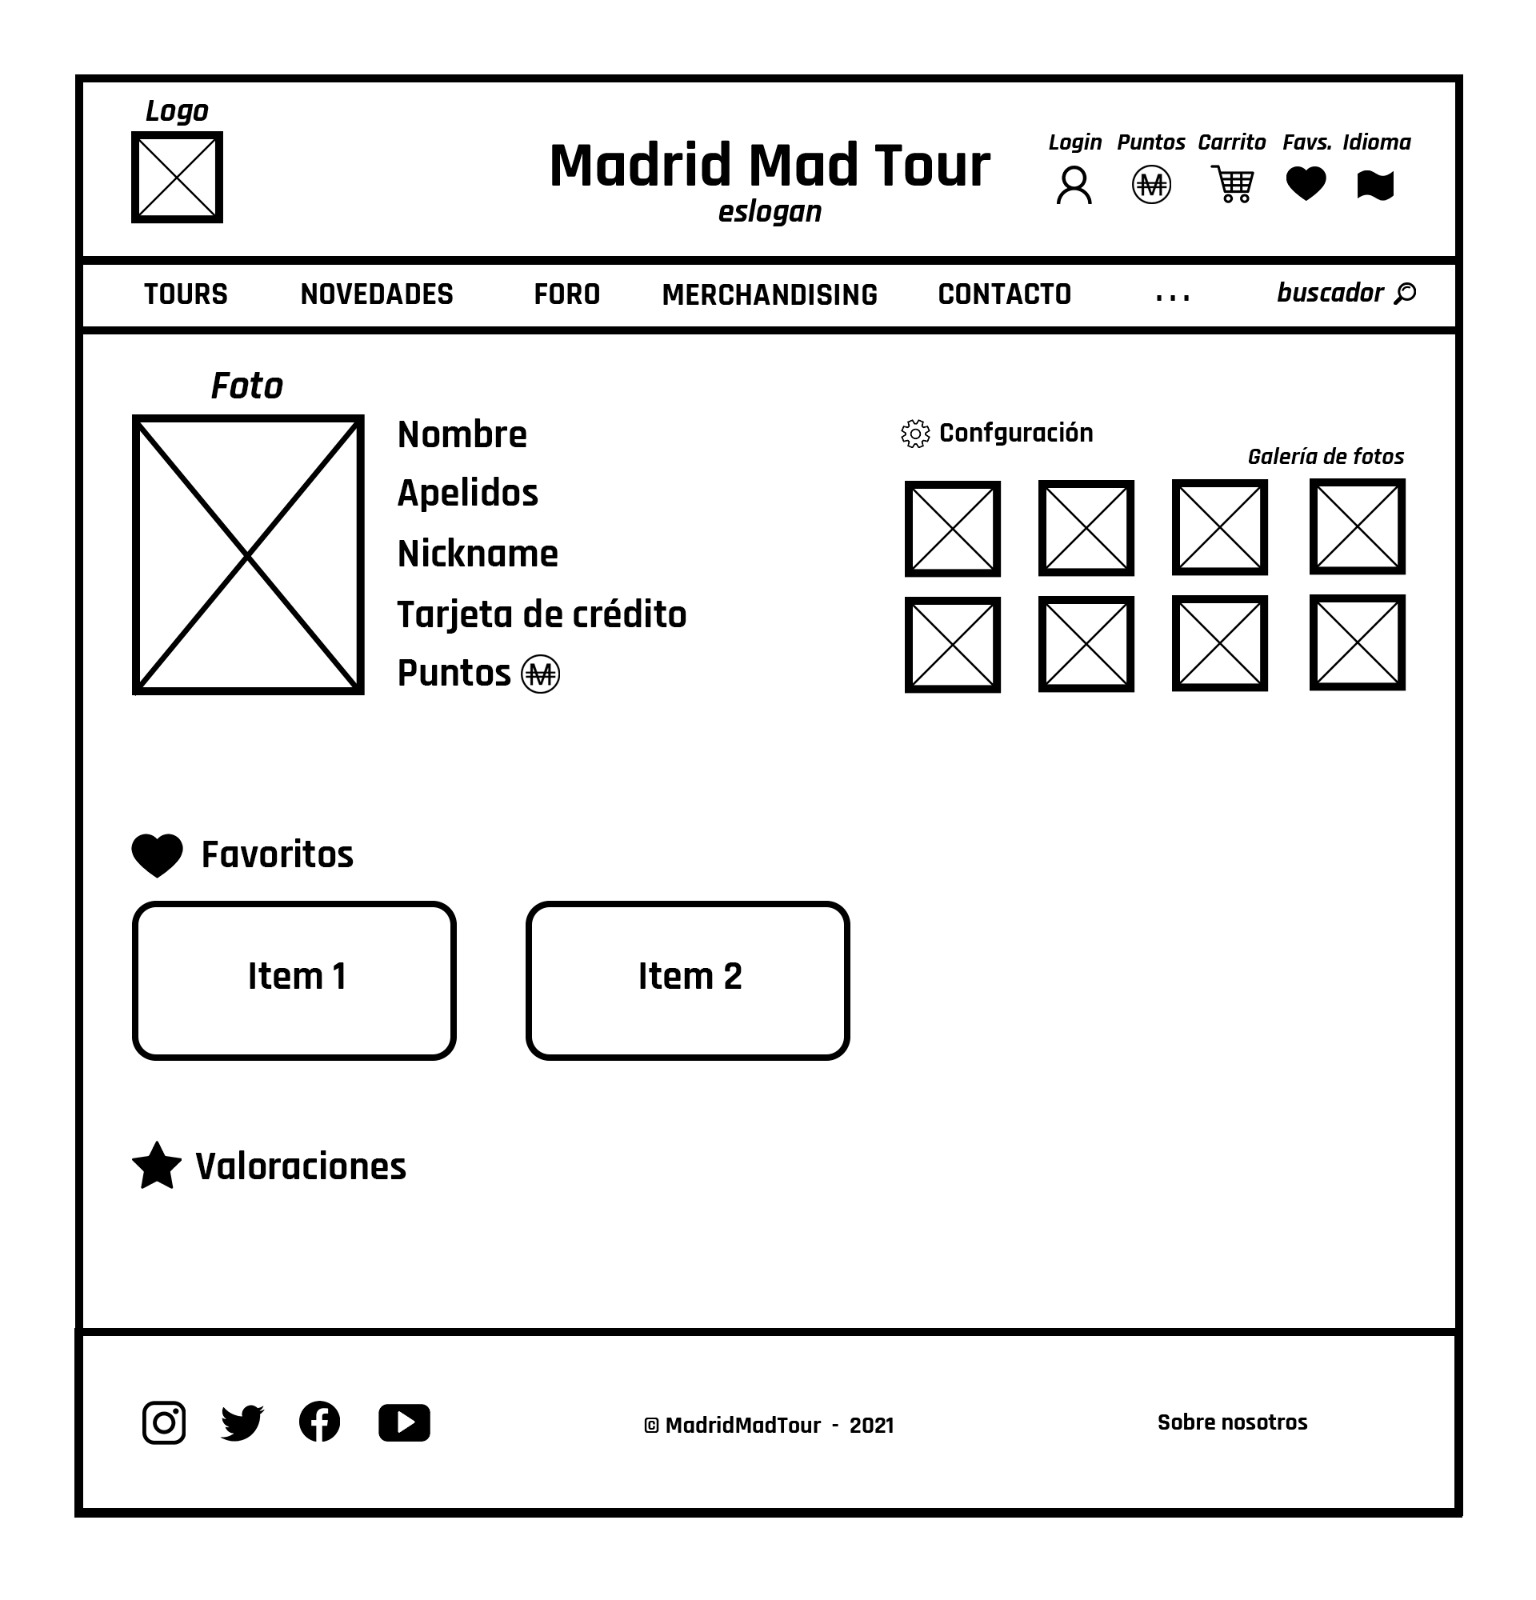 Logo
Madrid Mad Tour
eslogan
Login Puntos Carrito Favs. Idioma
TOURS NOVEDADES FORO MERCHANDISING CONTACTO ... buscador
Foto
Nombre
Apelidos
Nickname
Tarjeta de crédito
Puntos
Confguración
Galería de fotos
Favoritos
Item 1 Item 2
Valoraciones
© MadridMadTour - 2021
Sobre nosotros